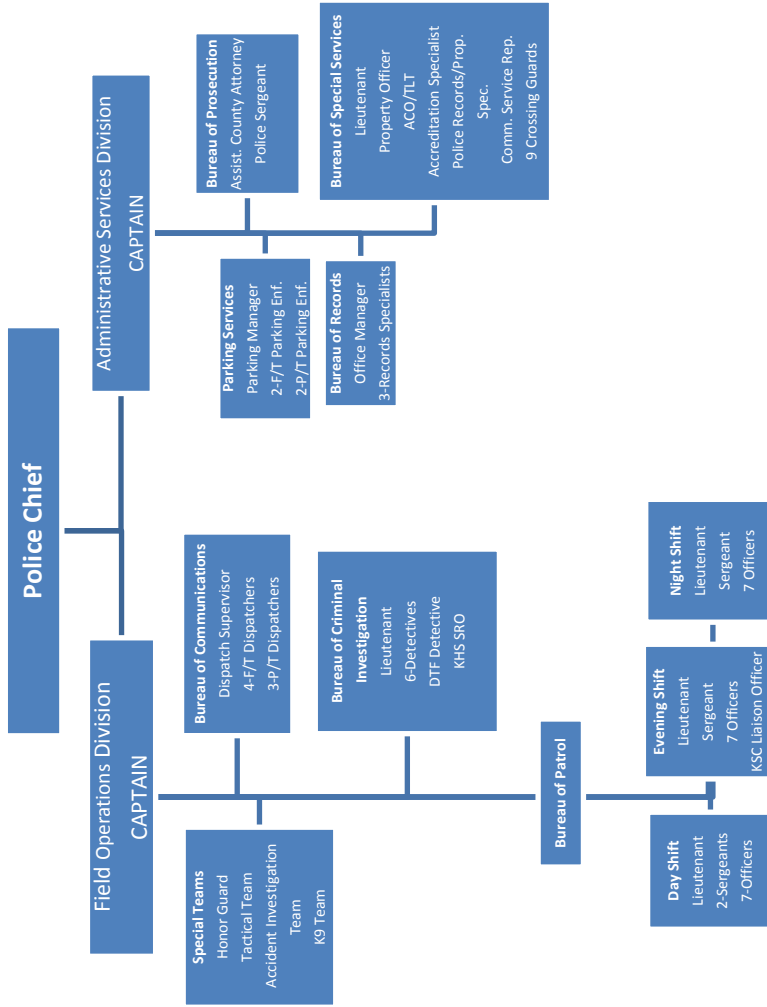 Police Chief
Field Operations Division
CAPTAIN
Administrative Services Division
CAPTAIN
Special Teams
Honor Guard
Tactical Team
Accident Investigation
Team
K9 Team
Bureau of Communications
Dispatch Supervisor
4-F/T Dispatchers
3-P/T Dispatchers
Bureau of Criminal
Investigation
Lieutenant
6-Detectives
DTF Detective
KHS SRO
Bureau of Patrol
Day Shift
Lieutenant
2-Sergeants
7-Officers
Evening Shift
Lieutenant
Sergeant
7 Officers
KSC Liaison Officer
Night Shift
Lieutenant
Sergeant
7 Officers
Parking Services
Parking Manager
2-F/T Parking Enf.
2-P/T Parking Enf.
Bureau of Records
Office Manager
3-Records Specialists
Bureau of Prosecution
Assist. County Attorney
Police Sergeant
Bureau of Special Services
Lieutenant
Property Officer
ACO/TLT
Accreditation Specialist
Police Records/Prop.
Spec.
Comm. Service Rep.
9 Crossing Guards